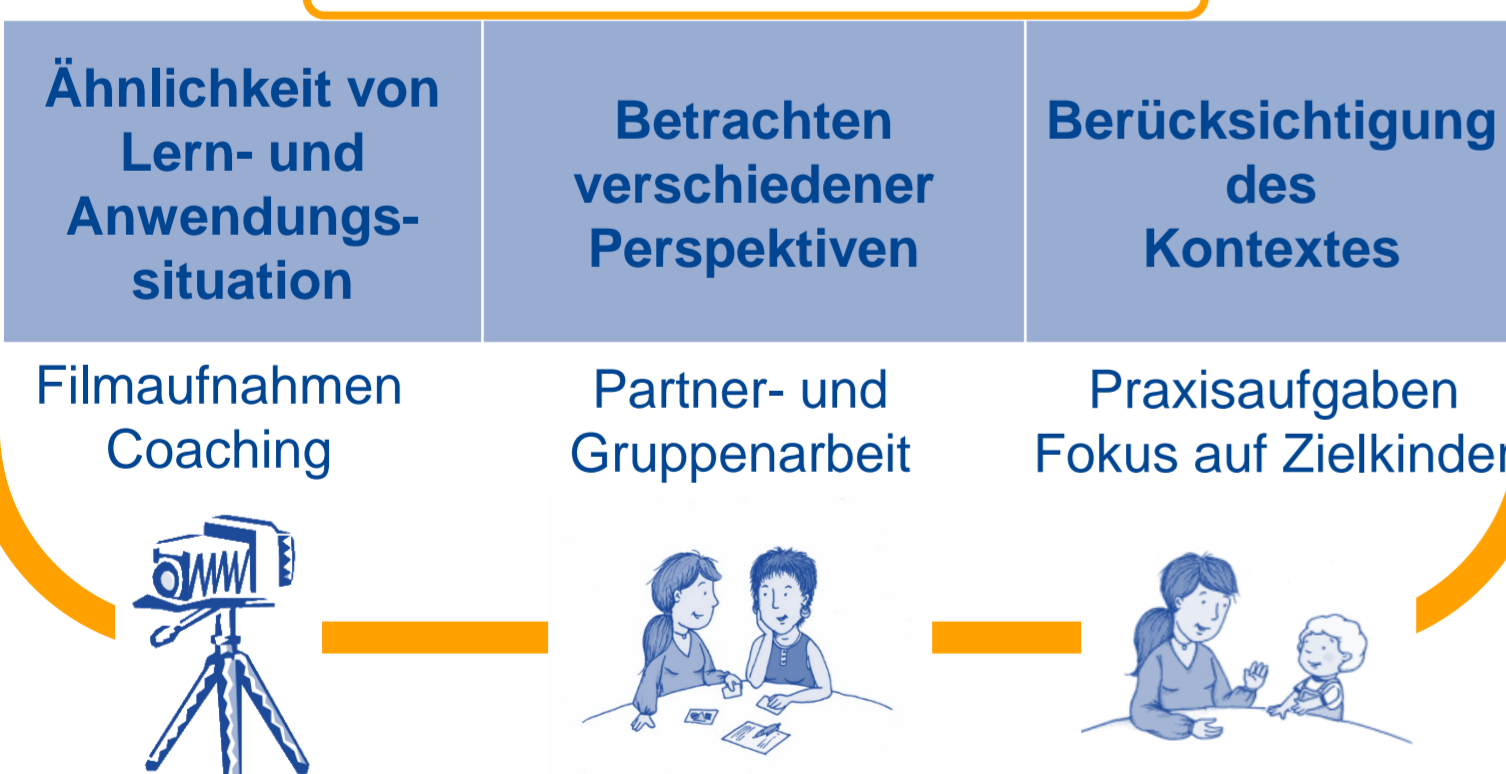 Ähnlichkeit von
Lern- und
Anwendungs-
situation
Betrachten
verschiedener
Perspektiven
Berücksichtigung
des
Kontextes
Filmaufnahmen
Coaching
Partner- und
Gruppenarbeit
Praxisaufgaben
Fokus auf Zielkinder